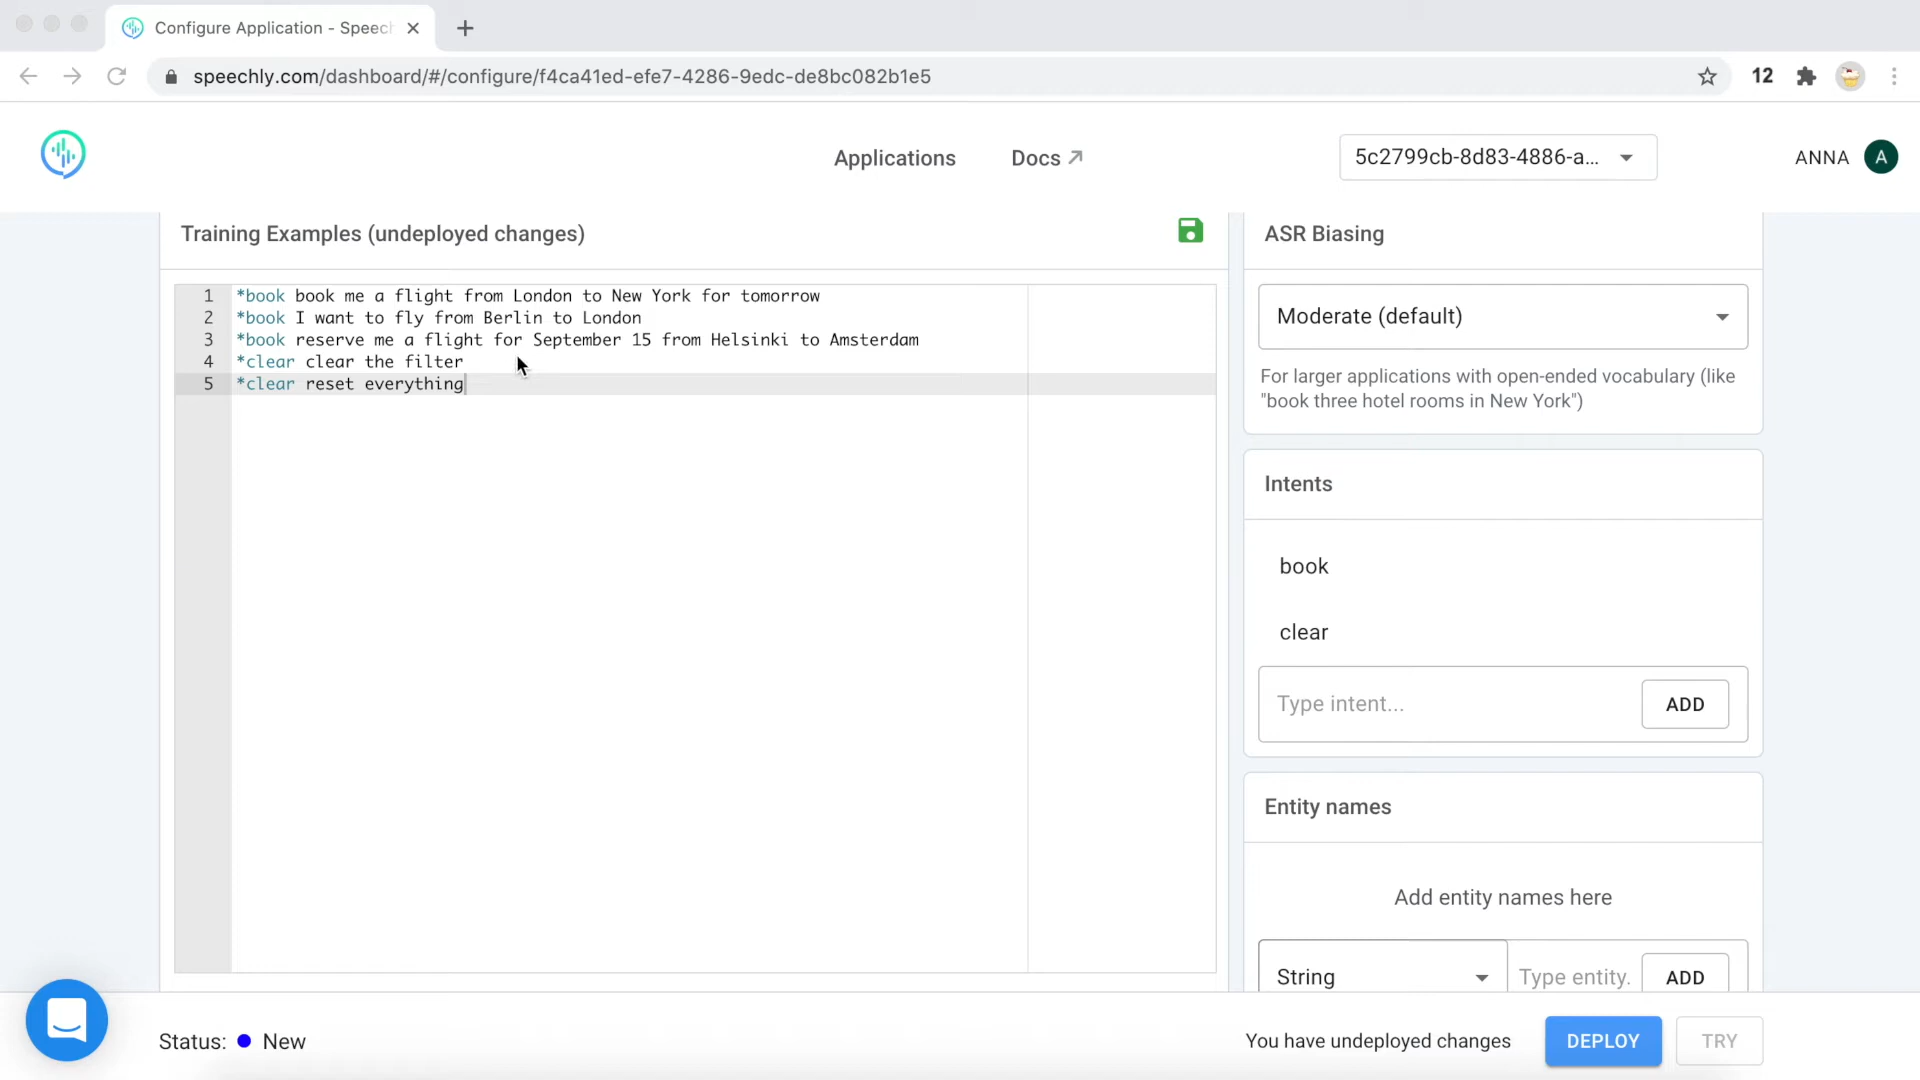 Configure Application - Speech
speechly.com/dashboard/#/configure/f4ca41ed-efe7-4286-9edc-de8bc082b1e5
12
Applications
Docs
5c2799cb-8d83-4886-a...
ANNA
A
Training Examples (undeployed changes)
1 *book book me a flight from London to New York for tomorrow
2 *book I want to fly from Berlin to London
3 *book reserve me a flight for September 15 from Helsinki to Amsterdam
4 *clear clear the filter
5 *clear reset everything
ASR Biasing
Moderate (default)
For larger applications with open-ended vocabulary (like
"book three hotel rooms in New York")
Intents
book
clear
Type intent...
ADD
Entity names
Add entity names here
String
Type entity.
ADD
Status:
New
You have undeployed changes
DEPLOY
TRY